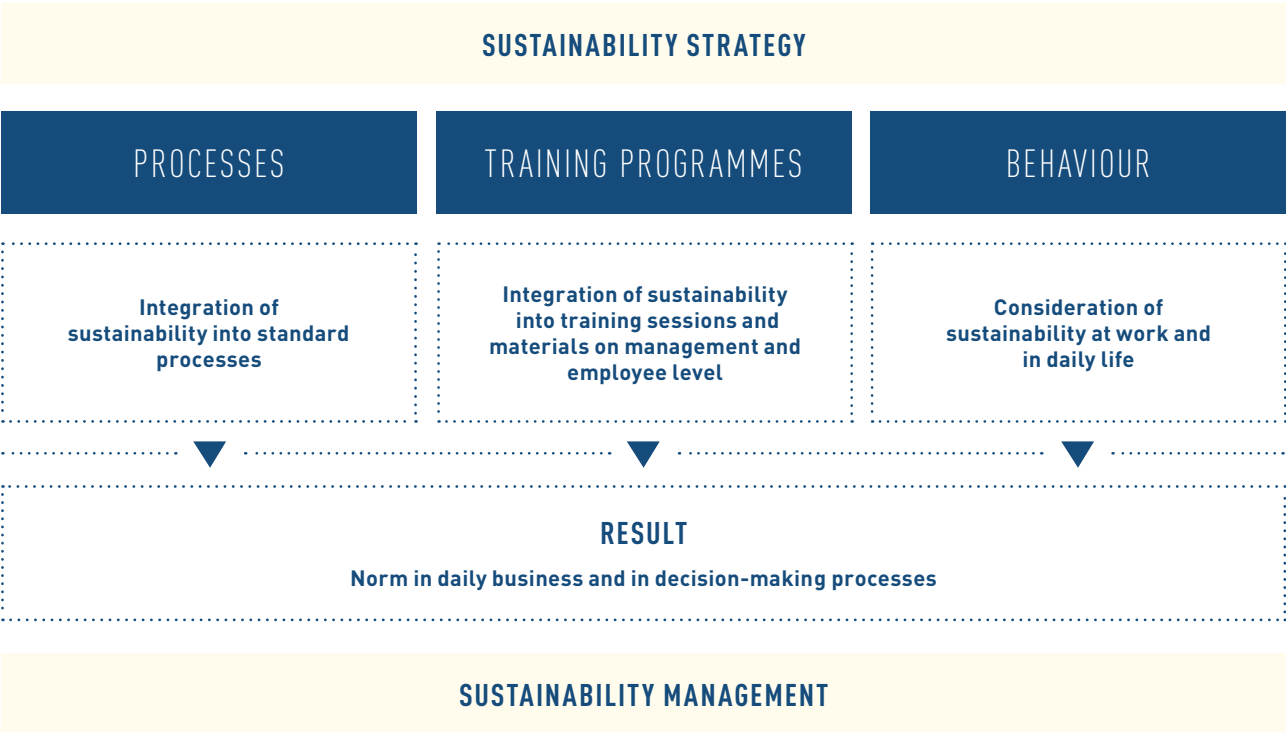 SUSTAINABILITY STRATEGY
PROCESSES
TRAINING PROGRAMMES
BEHAVIOUR
Integration of
sustainability into standard
processes
Integration of sustainability
into training sessions and
materials on management and
employee level
Consideration of
sustainability at work and
in daily life
RESULT
Norm in daily business and in decision-making processes
SUSTAINABILITY MANAGEMENT